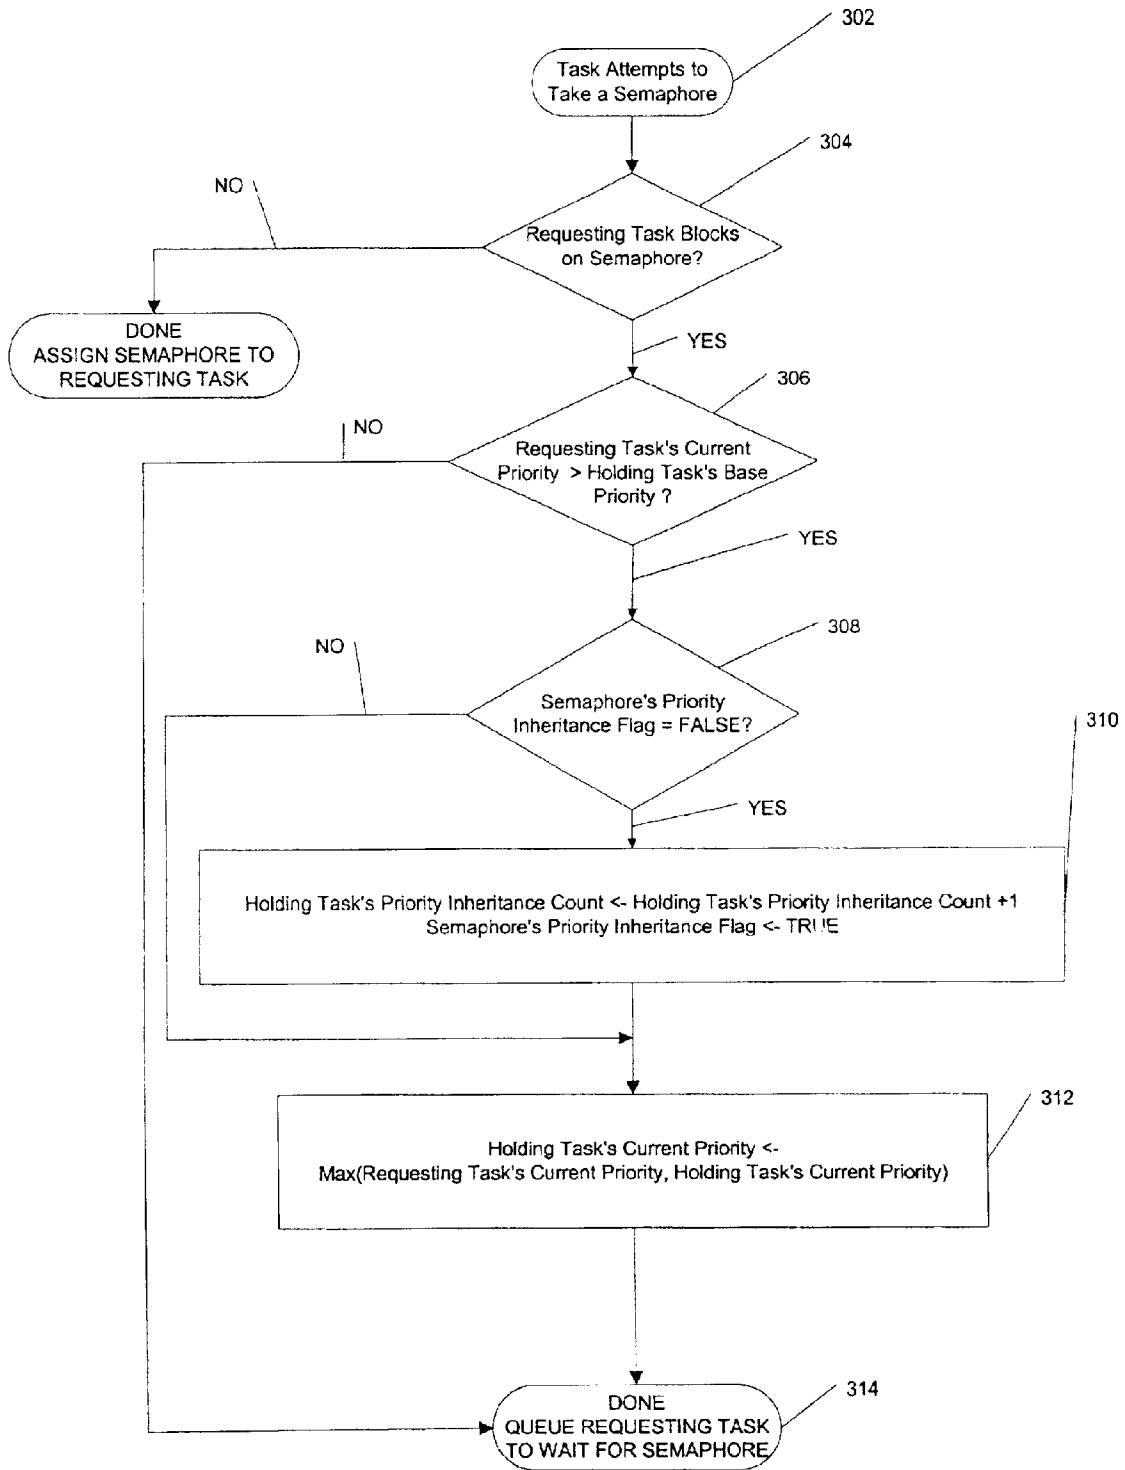 302
Task Attempts to
Take a Semaphore
304
NO
Requesting Task Blocks
on Semaphore?
DONE
ASSIGN SEMAPHORE TO
REQUESTING TASK
YES
306
NO
Requesting Task's Current
Priority > Holding Task's Base
Priority ?
YES
308
NO
Semaphore's Priority
Inheritance Flag = FALSE?
310
YES
Holding Task's Priority Inheritance Count <- Holding Task's Priority Inheritance Count +1
Semaphore's Priority Inheritance Flag <- TRUE
312
Holding Task's Current Priority <-
Max(Requesting Task's Current Priority, Holding Task's Current Priority)
314
DONE
QUEUE REQUESTING TASK
TO WAIT FOR SEMAPHORE